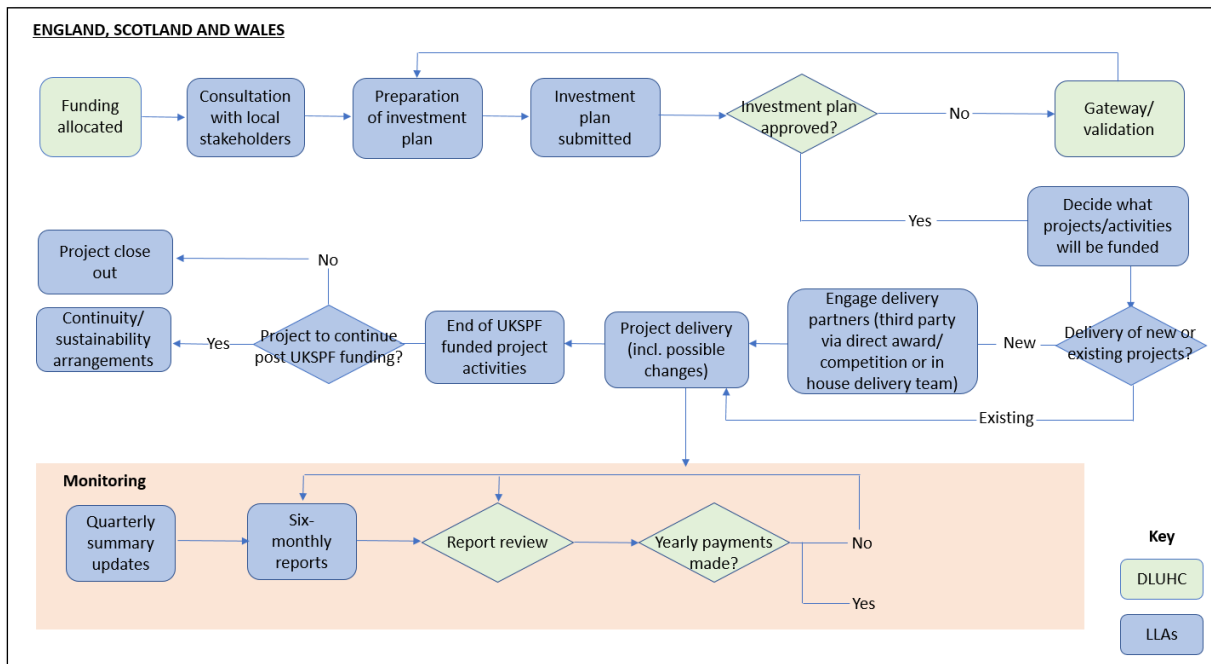 ENGLAND, SCOTLAND AND WALES
Funding
allocated
Consultation
with local
stakeholders
Preparation
of investment
plan
Investment
plan
submitted
Investment plan
approved?
No
Gateway/
validation
Yes
Decide what
projects/activities
will be funded
Delivery of new or
existing projects?
New
Existing
Engage delivery
partners (third party
via direct award/
competition or in
house delivery team)
Project delivery
(incl. possible
changes)
End of UKSPF
funded project
activities
Project to continue
post UKSPF funding?
No
Project close
out
Yes
Continuity/
sustainability
arrangements
Monitoring
Quarterly
summary
updates
Six-
monthly
reports
Report review
Yearly payments
made?
No
Yes
Key
DLUHC
LLAs